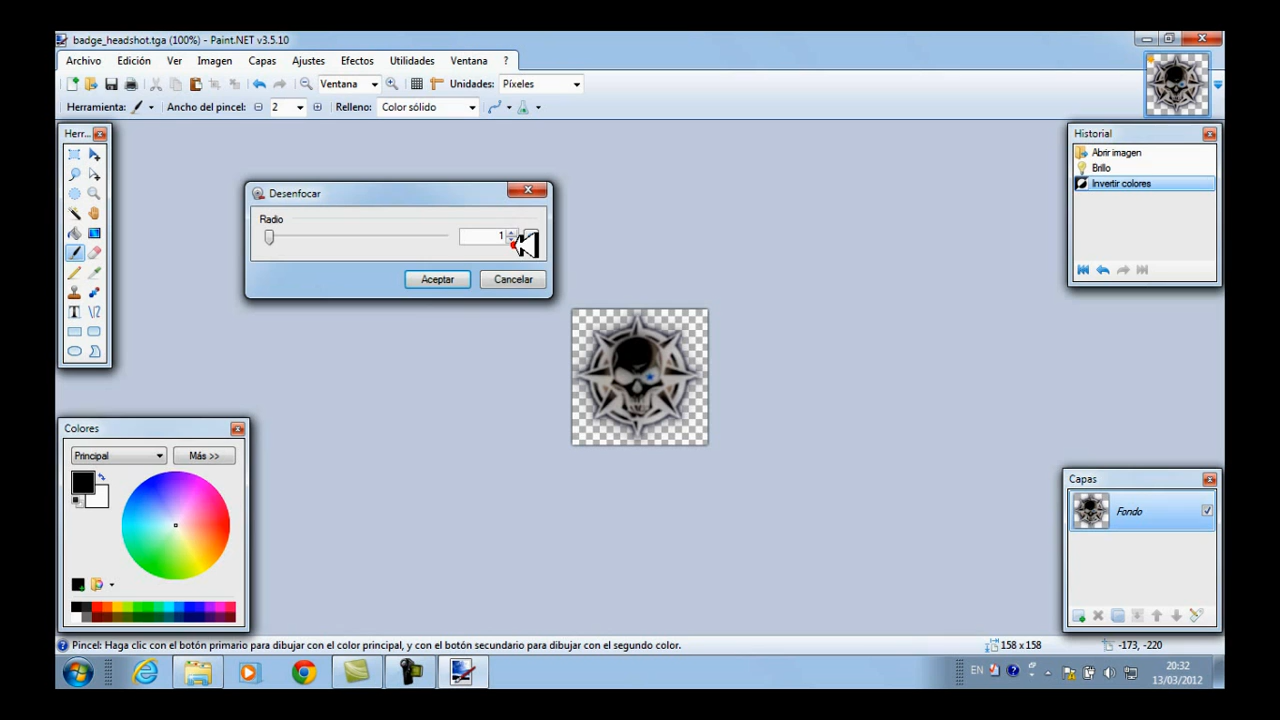 badge_headshot.tga (100%) - Paint.NET v3.5.10
Archivo Edición Ver Imagen Capas Ajustes Efectos Utilidades Ventana ?
Ventana Unidades: Píxeles
Herramienta: Ancho del pincel: 2 Relleno: Color sólido
Herr...
Historial
Abrir imagen
Brillo
Invertir colores
Desenfocar
Radio
1
Aceptar Cancelar
Colores
Principal Más >>
Capas
Fondo
Pincel: Haga clic con el botón primario para dibujar con el color principal, y con el botón secundario para dibujar con el segundo color. 158 x 158 -173, -220
EN 20:32
13/03/2012